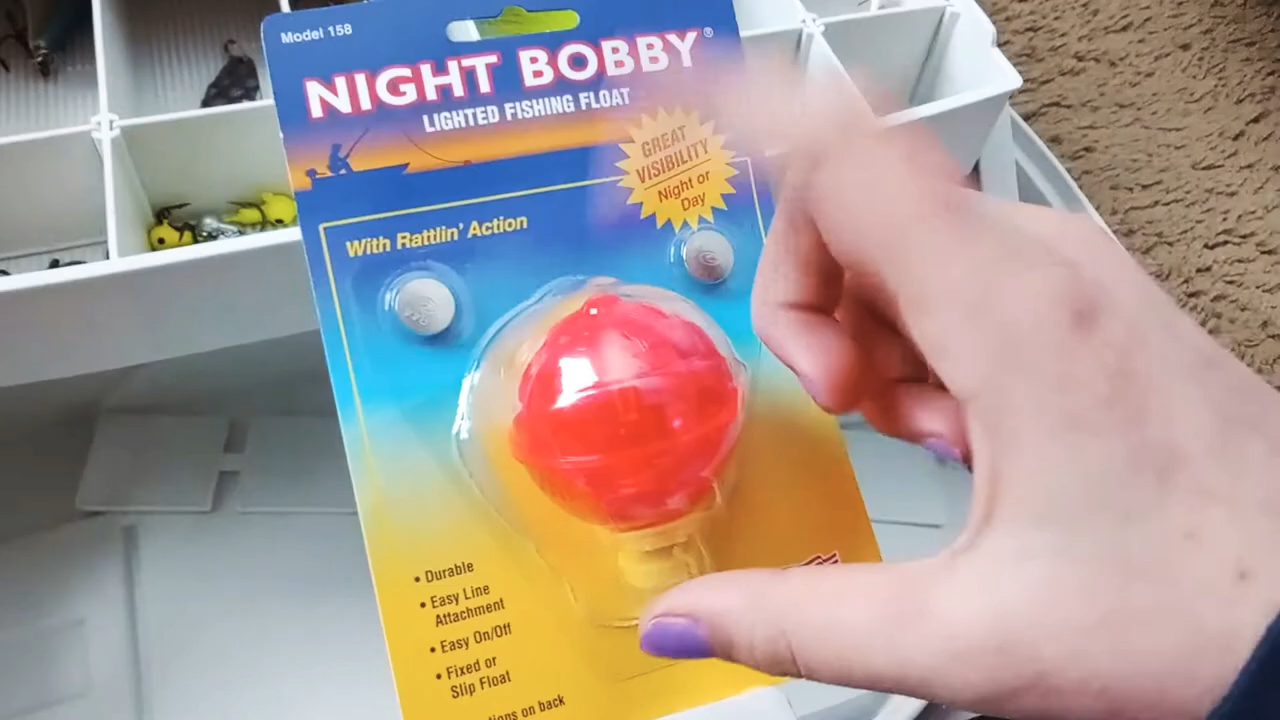 Model 158
NIGHT BOBBY®
LIGHTED FISHING FLOAT
GREAT
VISIBILITY
Night or
Day
With Rattlin' Action
• Durable
• Easy Line
Attachment
• Easy On/Off
• Fixed or
Slip Float
on back